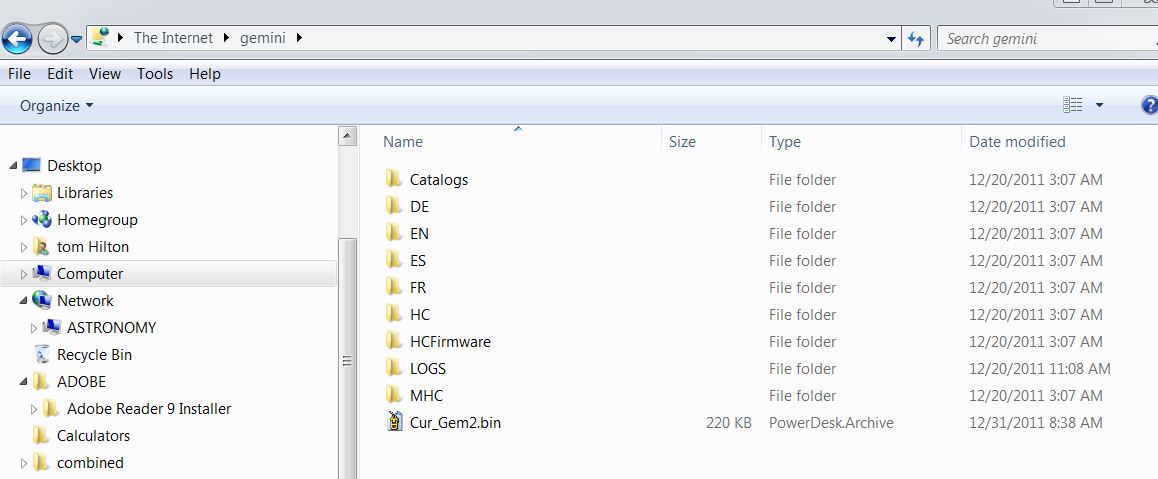 The Internet gemini
Search gemini
File Edit View Tools Help
Organize
Name Size Type Date modified
Desktop
Libraries
Homegroup
tom Hilton
Computer
Network
ASTRONOMY
Recycle Bin
ADOBE
Adobe Reader 9 Installer
Calculators
combined
Catalogs File folder 12/20/2011 3:07 AM
DE File folder 12/20/2011 3:07 AM
EN File folder 12/20/2011 3:07 AM
ES File folder 12/20/2011 3:07 AM
FR File folder 12/20/2011 3:07 AM
HC File folder 12/20/2011 3:07 AM
HCFirmware File folder 12/20/2011 3:07 AM
LOGS File folder 12/20/2011 11:08 AM
MHC File folder 12/20/2011 3:07 AM
Cur_Gem2.bin 220 KB PowerDesk.Archive 12/31/2011 8:38 AM